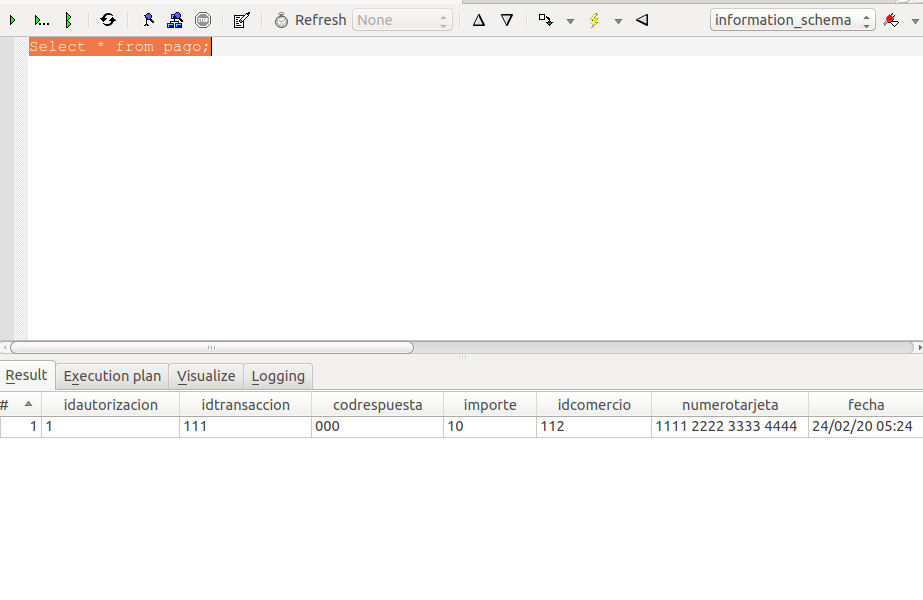 Refresh None information_schema
Select * from pago;
Result Execution plan Visualize Logging
# idautorizacion idtransaccion codrespuesta importe idcomercio numerotarjeta fecha
1 1 111 000 10 112 1111 2222 3333 4444 24/02/20 05:24